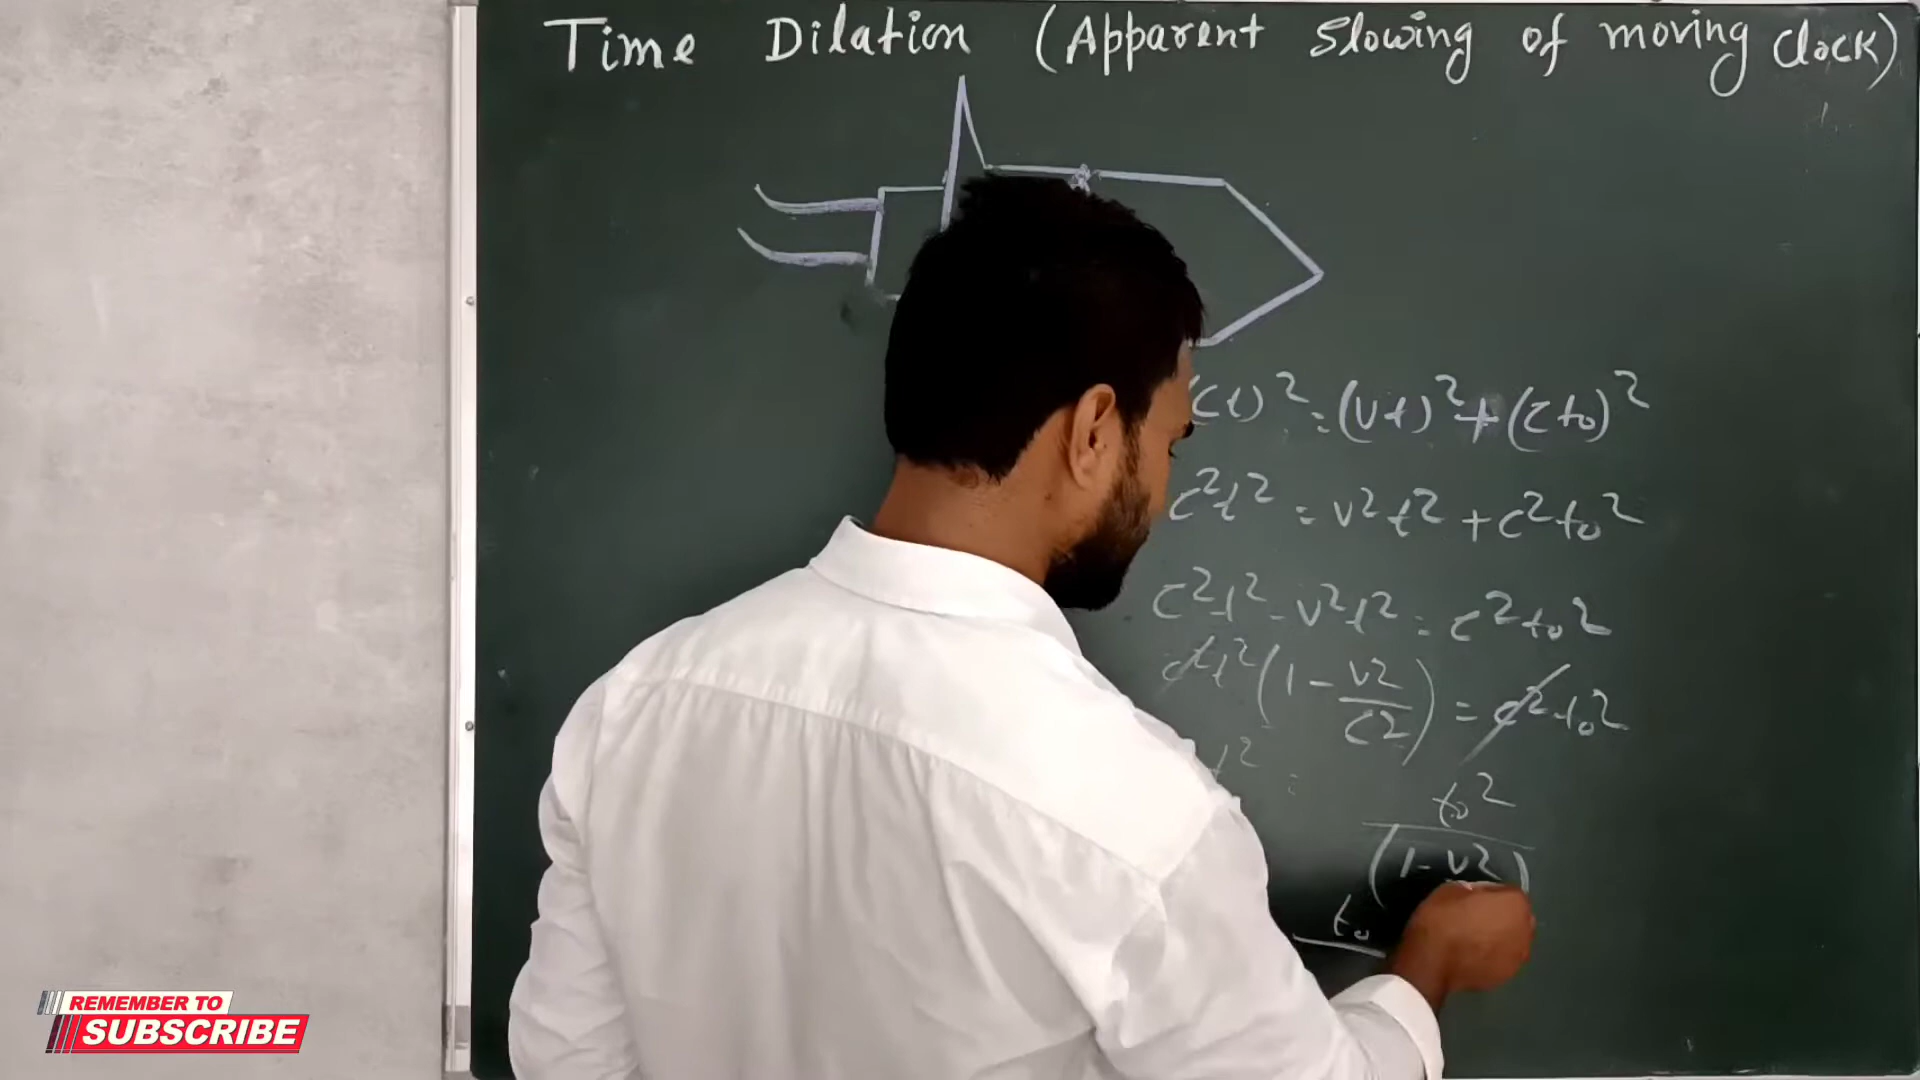 Time Dilation (Apparent Slowing of moving Clock)
(ct)² = (vt)² + (ct₀)²
c²t² = v²t² + c²t₀²
c²t² - v²t² = c²t₀²
c²t² (1 - v²/c²) = c²t₀²
t² =
t₀²
(1 - v²
t₀
REMEMBER TO
SUBSCRIBE